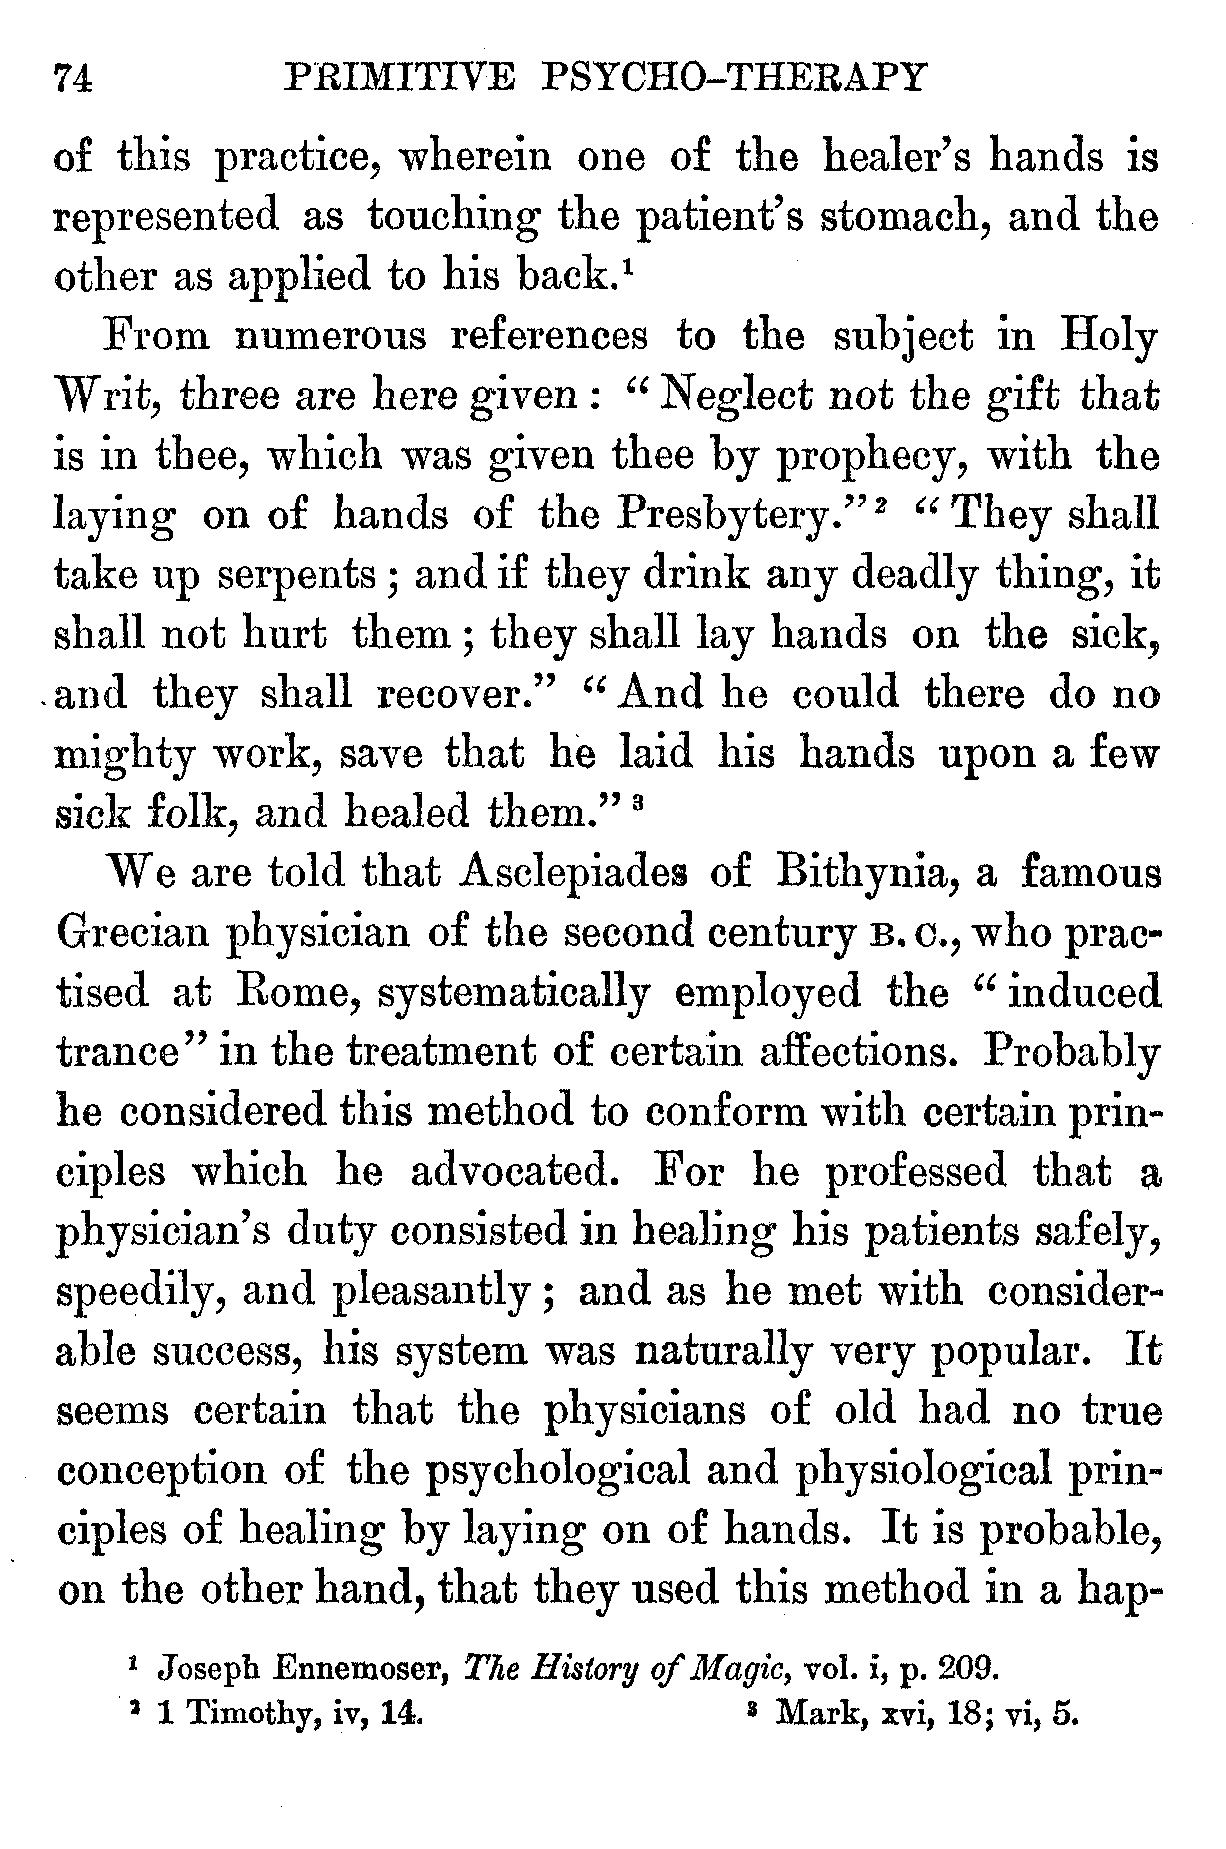 74 PRIMITIVE PSYCHO-THERAPY
of this practice, wherein one of the healer's hands is
represented as touching the patient's stomach, and the
other as applied to his back.¹
From numerous references to the subject in Holy
Writ, three are here given : “ Neglect not the gift that
is in thee, which was given thee by prophecy, with the
laying on of hands of the Presbytery.” ² “ They shall
take up serpents ; and if they drink any deadly thing, it
shall not hurt them ; they shall lay hands on the sick,
and they shall recover.” “ And he could there do no
mighty work, save that he laid his hands upon a few
sick folk, and healed them.” ³
We are told that Asclepiades of Bithynia, a famous
Grecian physician of the second century B. C., who prac-
tised at Rome, systematically employed the “ induced
trance ” in the treatment of certain affections. Probably
he considered this method to conform with certain prin-
ciples which he advocated. For he professed that a
physician's duty consisted in healing his patients safely,
speedily, and pleasantly ; and as he met with consider-
able success, his system was naturally very popular. It
seems certain that the physicians of old had no true
conception of the psychological and physiological prin-
ciples of healing by laying on of hands. It is probable,
on the other hand, that they used this method in a hap-
¹ Joseph Ennemoser, The History of Magic, vol. i, p. 209.
² 1 Timothy, iv, 14. ³ Mark, xvi, 18; vi, 5.